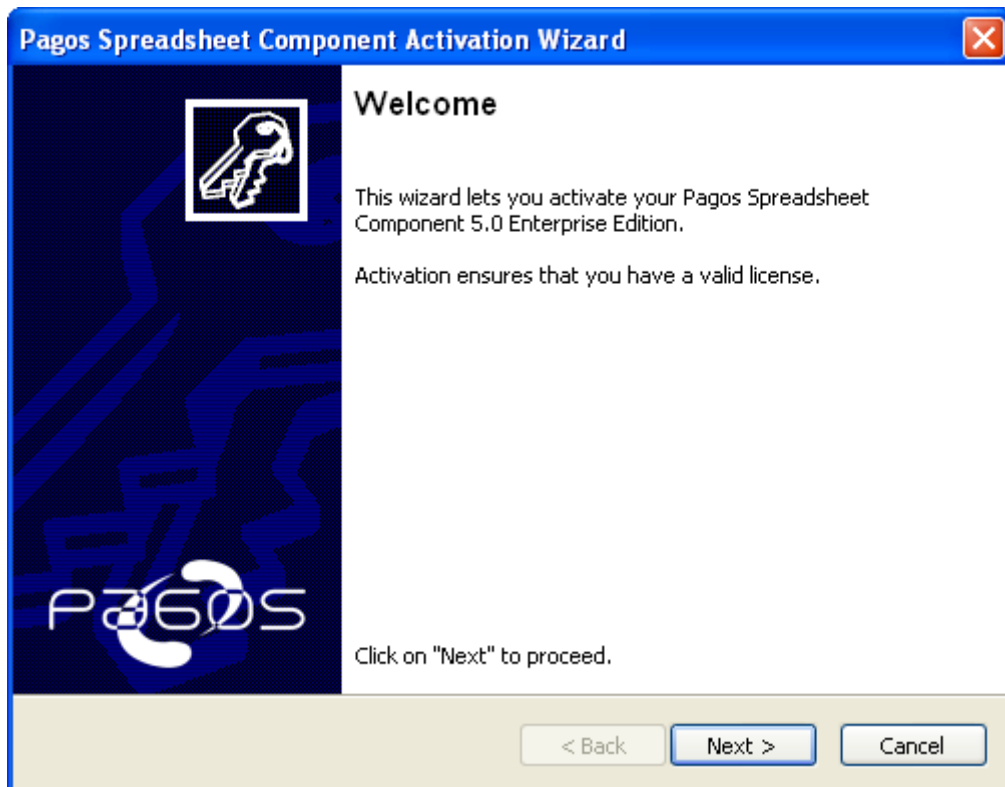 Pagos Spreadsheet Component Activation Wizard
Welcome
This wizard lets you activate your Pagos Spreadsheet
Component 5.0 Enterprise Edition.
Activation ensures that you have a valid license.
PAGOS
Click on "Next" to proceed.
< Back
Next >
Cancel